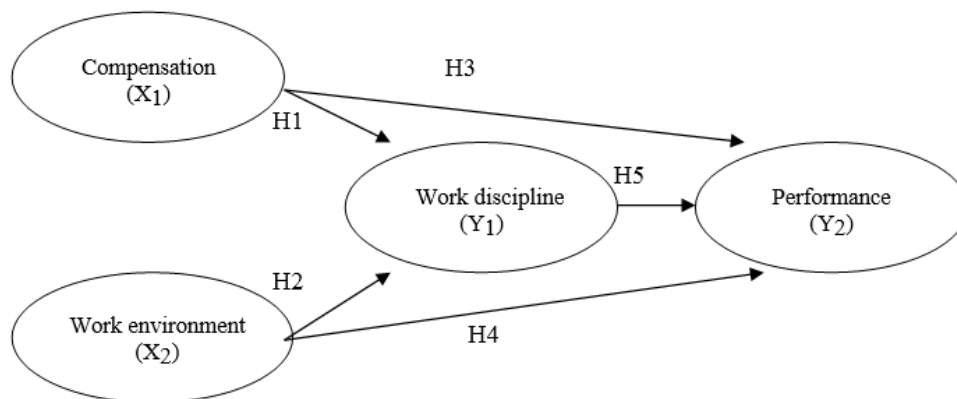 Compensation
(X1)
H3
H1
Work discipline
(Y1)
H5
Performance
(Y2)
H2
Work environment
(X2)
H4